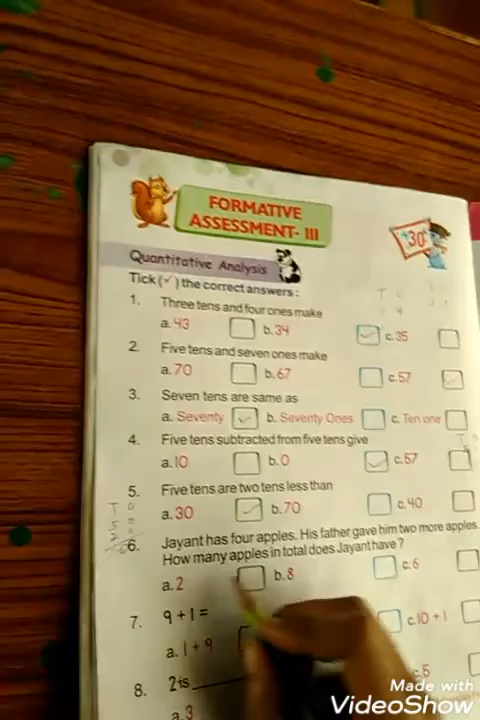 FORMATIVE
ASSESSMENT- III
30
Quantitative Analysis
Tick (✓) the correct answers :
1. Three tens and four ones make
a. 43 b. 34 c. 35
2. Five tens and seven ones make
a. 70 b. 67 c. 57
3. Seven tens are same as
a. Seventy b. Seventy Ones c. Ten one
4. Five tens subtracted from five tens give
a. 10 b. 0 c. 57
5. Five tens are two tens less than
a. 30 b. 70 c. 40
6. Jayant has four apples. His father gave him two more apples.
How many apples in total does Jayant have ?
a. 2 b. 8 c. 6
7. 9 + 1 =
a. 1 + 9 c. 10 + 1
8. 2 1s
a. 3 c. 5
Made with
VideoShow